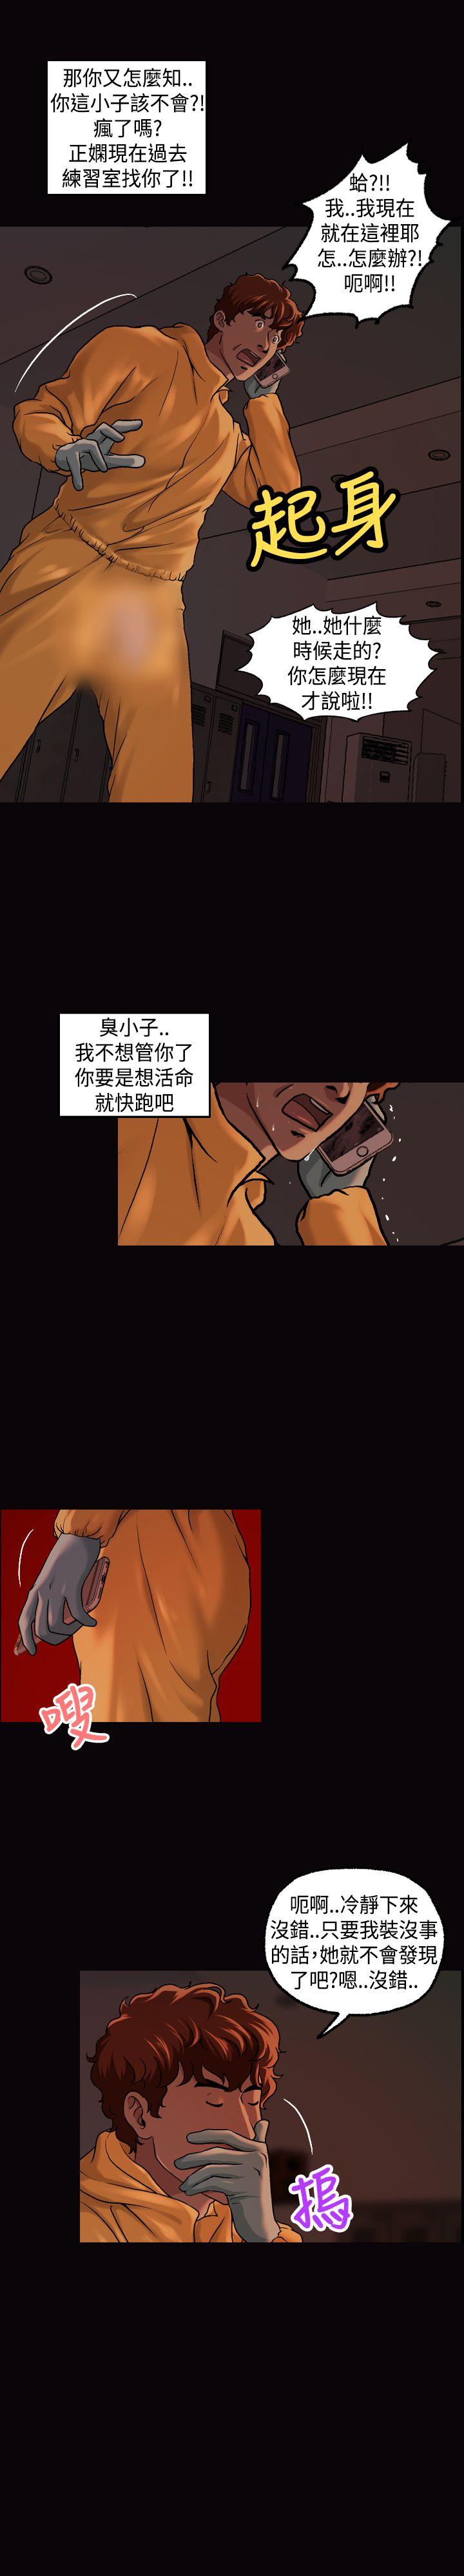 那你又怎麼知..
你這小子該不會?!
瘋了嗎?
正嫻現在過去
練習室找你了!!
蛤?!!
我..我現在
就在這裡耶
怎..怎麼辦?!
呃啊!!
起身
她..她什麼
時候走的?
你怎麼現在
才說啦!!
臭小子..
我不想管你了
你要是想活命
就快跑吧
嗖
呃啊..冷靜下來
沒錯..只要我裝沒事
的話,她就不會發現
了吧?嗯..沒錯..
摀